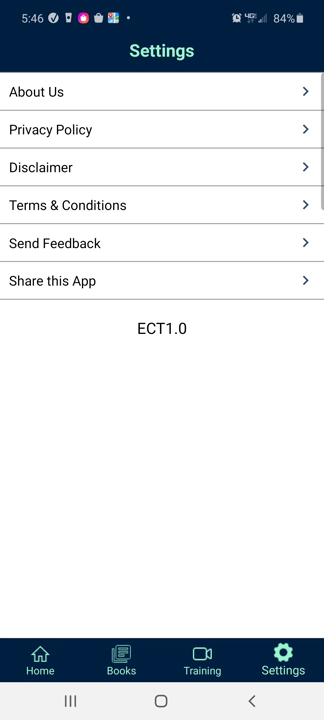 5:46 84%
Settings
About Us
Privacy Policy
Disclaimer
Terms & Conditions
Send Feedback
Share this App
ECT1.0
Home Books Training Settings